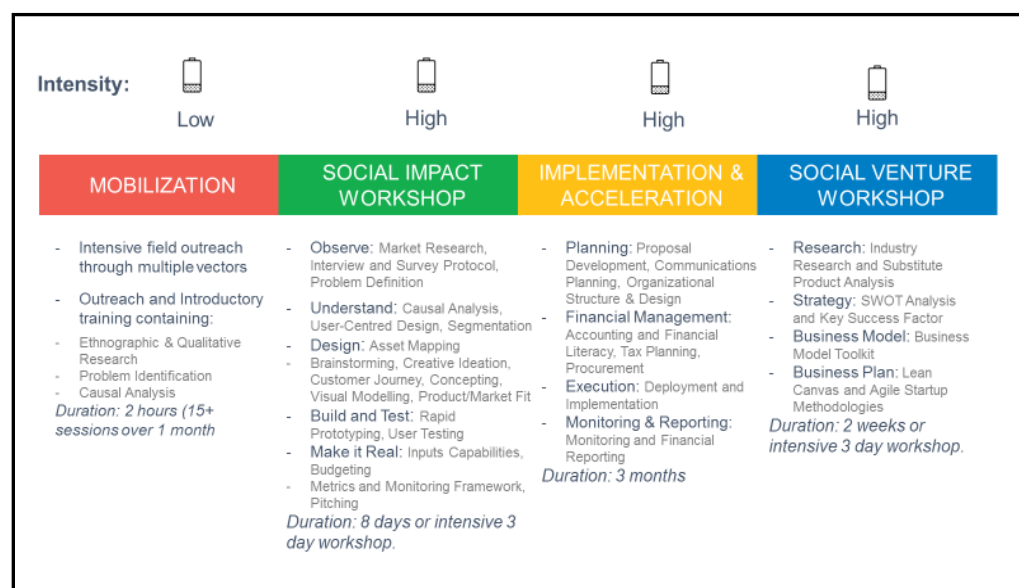 Intensity:
Low
High
High
High
MOBILIZATION
- Intensive field outreach
through multiple vectors
- Outreach and Introductory
training containing:
- Ethnographic & Qualitative
Research
- Problem Identification
- Causal Analysis
Duration: 2 hours (15+
sessions over 1 month
SOCIAL IMPACT
WORKSHOP
- Observe: Market Research,
Interview and Survey Protocol,
Problem Definition
- Understand: Causal Analysis,
User-Centred Design, Segmentation
- Design: Asset Mapping
- Brainstorming, Creative Ideation,
Customer Journey, Concepting,
Visual Modelling, Product/Market Fit
- Build and Test: Rapid
Prototyping, User Testing
- Make it Real: Inputs Capabilities,
Budgeting
- Metrics and Monitoring Framework,
Pitching
Duration: 8 days or intensive 3
day workshop.
IMPLEMENTATION &
ACCELERATION
- Planning: Proposal
Development, Communications
Planning, Organizational
Structure & Design
- Financial Management:
Accounting and Financial
Literacy, Tax Planning,
Procurement
- Execution: Deployment and
Implementation
- Monitoring & Reporting:
Monitoring and Financial
Reporting
Duration: 3 months
SOCIAL VENTURE
WORKSHOP
- Research: Industry
Research and Substitute
Product Analysis
- Strategy: SWOT Analysis
and Key Success Factor
- Business Model: Business
Model Toolkit
- Business Plan: Lean
Canvas and Agile Startup
Methodologies
Duration: 2 weeks or
intensive 3 day workshop.